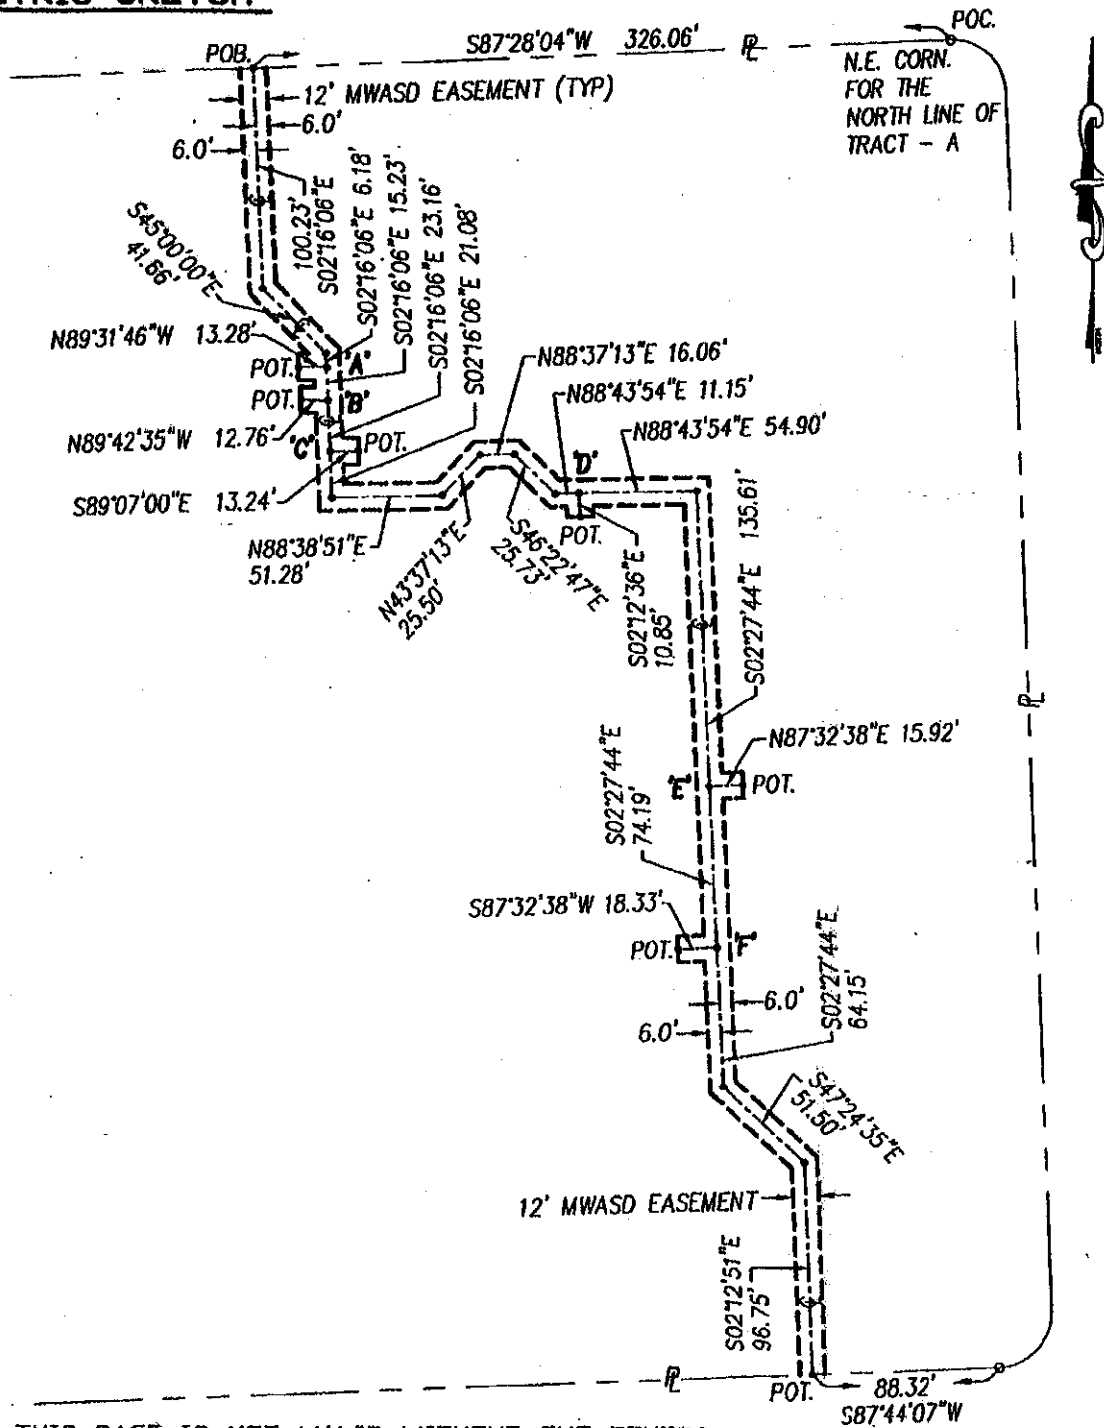 POB.
S87°28'04"W 326.06'
PL
POC.
N.E. CORN.
FOR THE
NORTH LINE OF
TRACT - A
12' MWASD EASEMENT (TYP)
6.0'
6.0'
100.23'
S02°16'06"E
S02°16'06"E 6.18'
S02°16'06"E 15.23'
S02°16'06"E 23.16'
S02°16'06"E 21.08'
S45°00'00"E
41.66'
N89°31'46"W 13.28'
POT.
'A'
POT.
'B'
N89°42'35"W 12.76'
'C'
POT.
S89°07'00"E 13.24'
N88°38'51"E
51.28'
N43°37'13"E
25.50'
N88°37'13"E 16.06'
N88°43'54"E 11.15'
N88°43'54"E 54.90'
'D'
POT.
S46°22'47"E
25.73'
S02°12'36"E
10.85'
S02°27'44"E 135.61'
PL
N87°32'38"E 15.92'
'E'
POT.
S02°27'44"E
74.19'
S87°32'38"W 18.33'
POT.
'F'
6.0'
6.0'
S02°27'44"E
64.15'
S47°24'35"E
51.50'
12' MWASD EASEMENT
S02°12'51"E
96.75'
PL
POT.
88.32'
S87°44'07"W